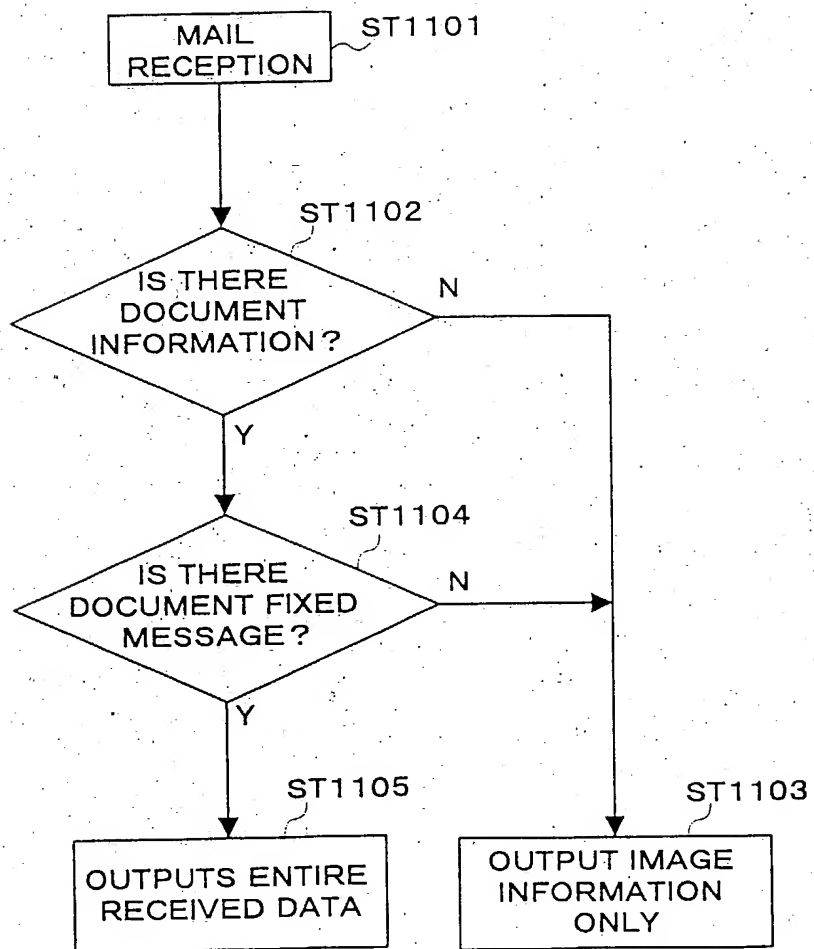 MAIL
RECEPTION
ST1101
ST1102
IS THERE
DOCUMENT
INFORMATION?
N
Y
ST1104
IS THERE
DOCUMENT FIXED
MESSAGE?
N
Y
ST1105
OUTPUTS ENTIRE
RECEIVED DATA
ST1103
OUTPUT IMAGE
INFORMATION
ONLY